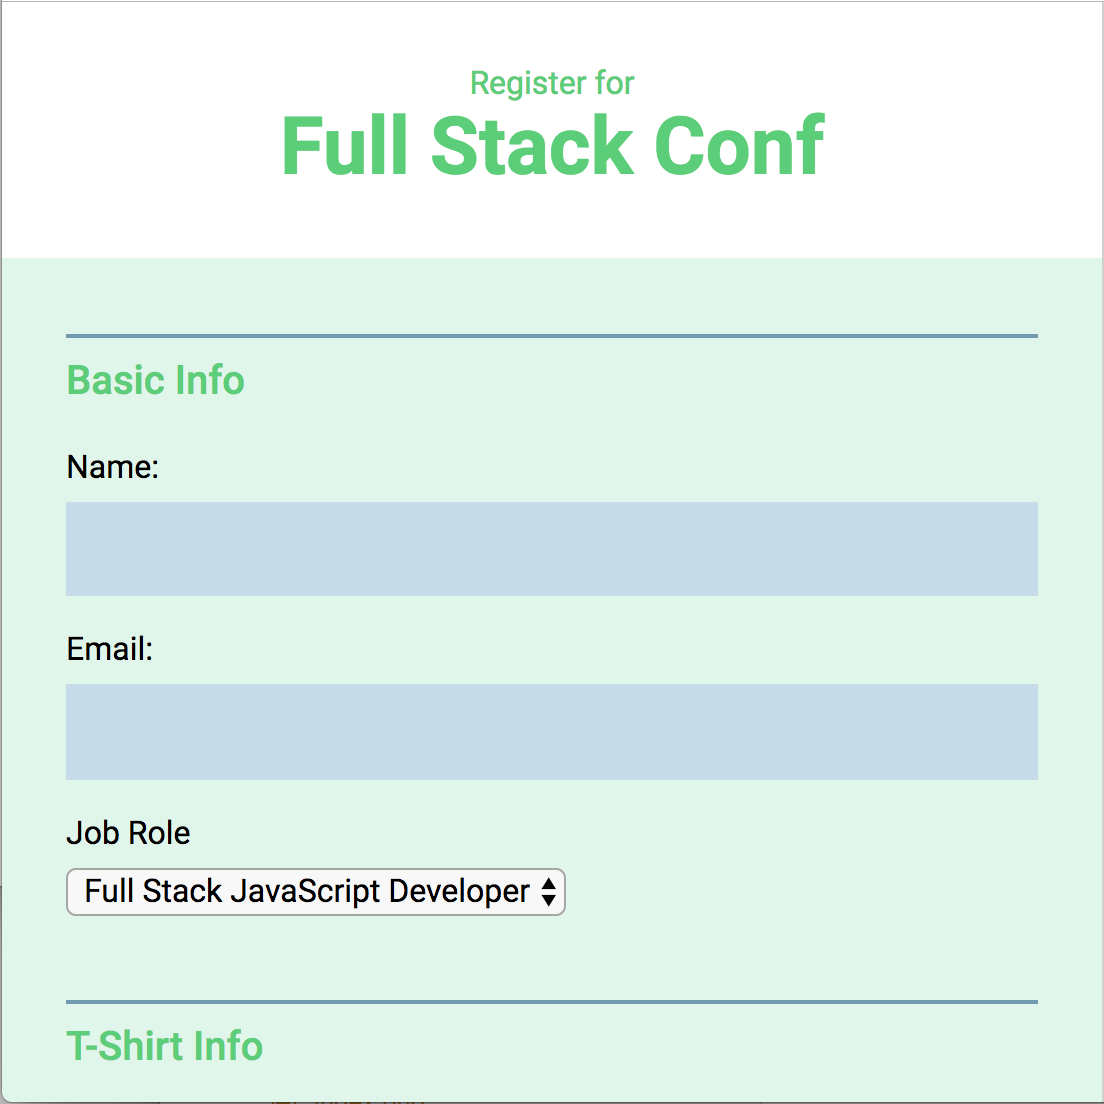 Register for
Full Stack Conf
Basic Info
Name:
Email:
Job Role
Full Stack JavaScript Developer
T-Shirt Info